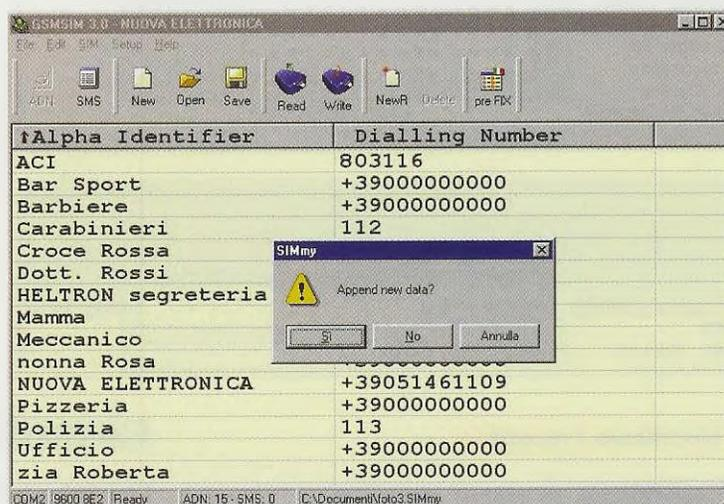 GSMSIM 3.0 - NUOVA ELETTRONICA
File Edit SIM Setup Help
ADN SMS New Open Save Read Write NewR Delete pre FIX
↑Alpha Identifier Dialling Number
ACI 803116
Bar Sport +39000000000
Barbiere +39000000000
Carabinieri 112
Croce Rossa
SIMmy
Dott. Rossi
Append new data?
HELTRON segreteria
Mamma
Meccanico
Sì No Annulla
nonna Rosa +39000000000
NUOVA ELETTRONICA +39051461109
Pizzeria +39000000000
Polizia 113
Ufficio +39000000000
zia Roberta +39000000000
COM2 9600 8E2 Ready ADN: 15 - SMS: 0 C:\Documenti\foto3.SIMmy